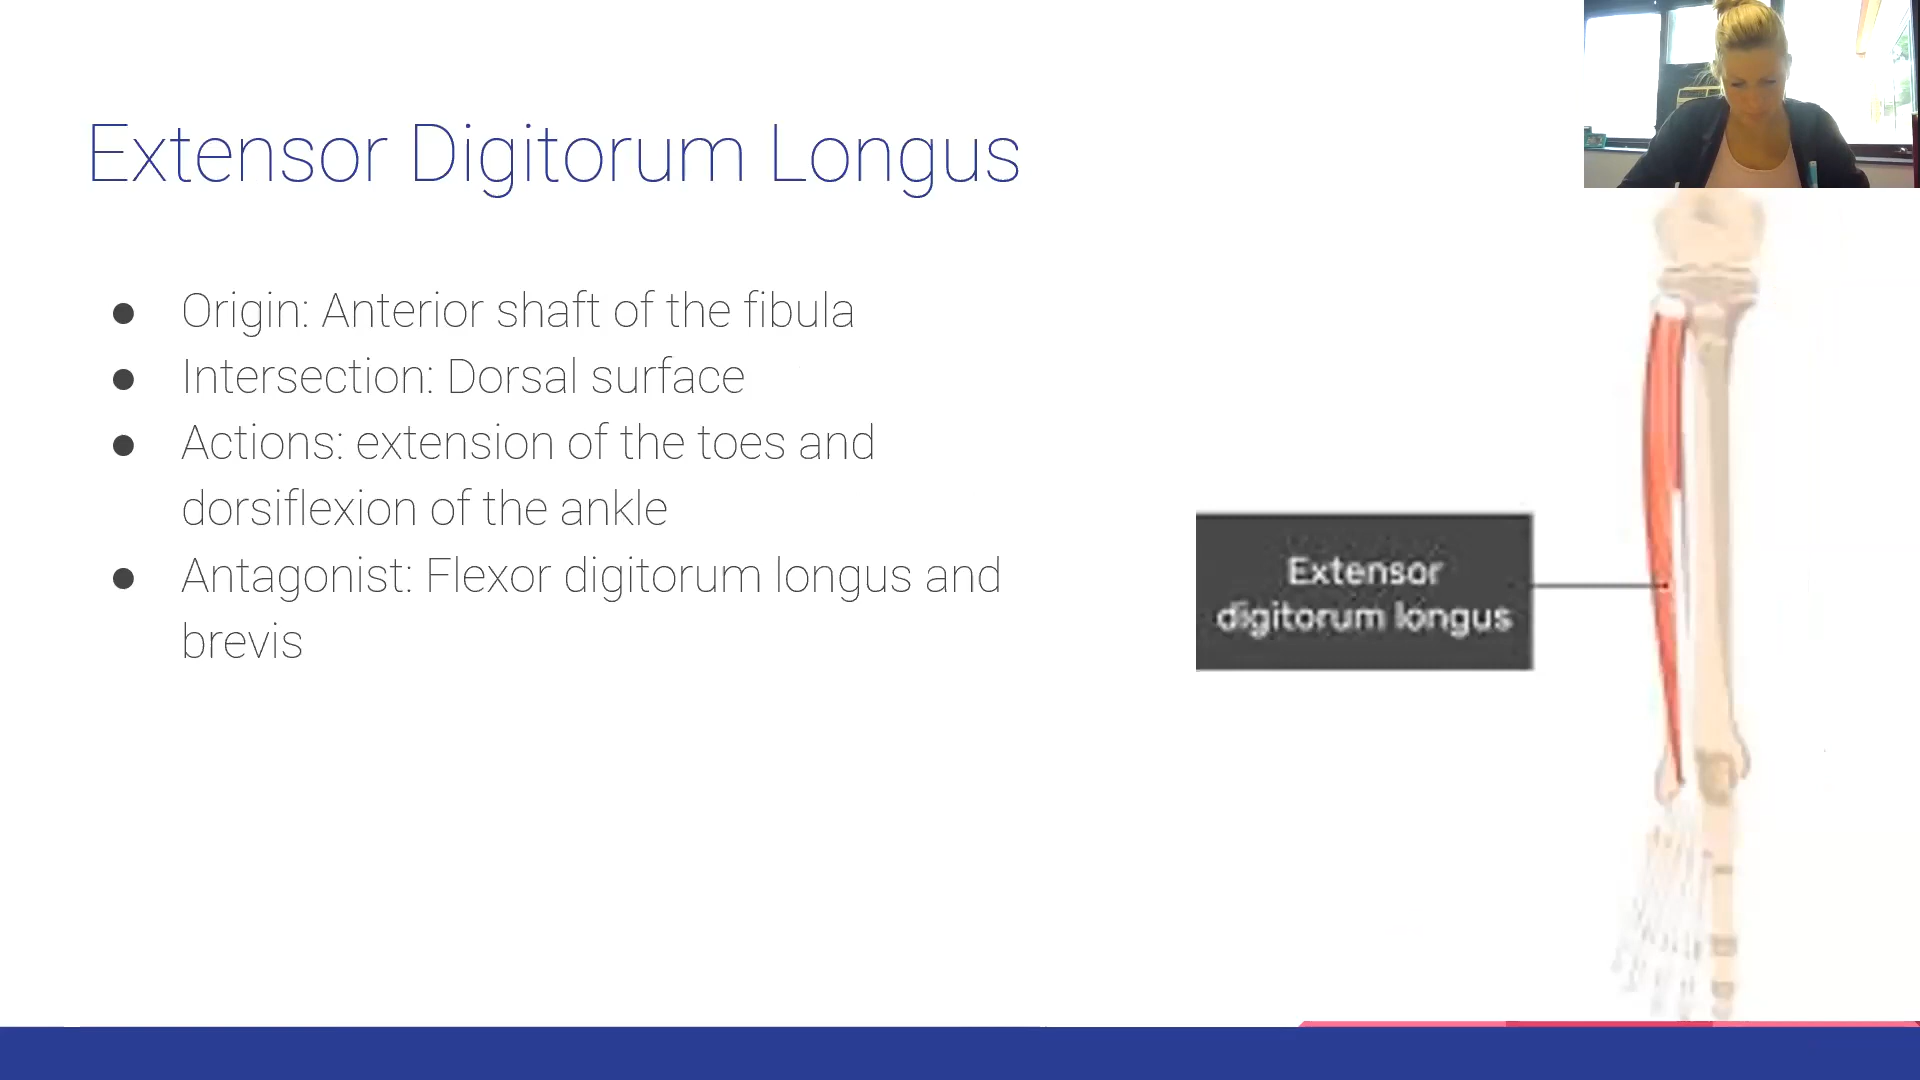 Extensor Digitorum Longus
● Origin: Anterior shaft of the fibula
● Intersection: Dorsal surface
● Actions: extension of the toes and
dorsiflexion of the ankle
● Antagonist: Flexor digitorum longus and
brevis
Extensor
digitorum longus